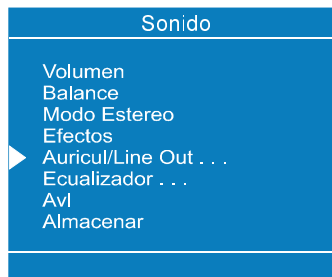 Sonido
Volumen
Balance
Modo Estereo
Efectos
Auricul/Line Out . . .
Ecualizador . . .
Avl
Almacenar